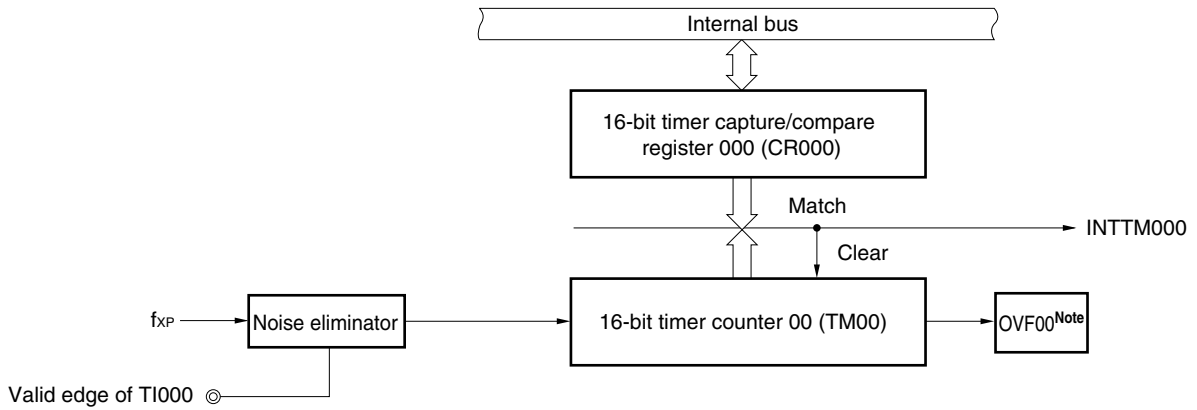 Internal bus
16-bit timer capture/compare
register 000 (CR000)
Match
INTTM000
Clear
fXP
Noise eliminator
16-bit timer counter 00 (TM00)
OVF00Note
Valid edge of TI000